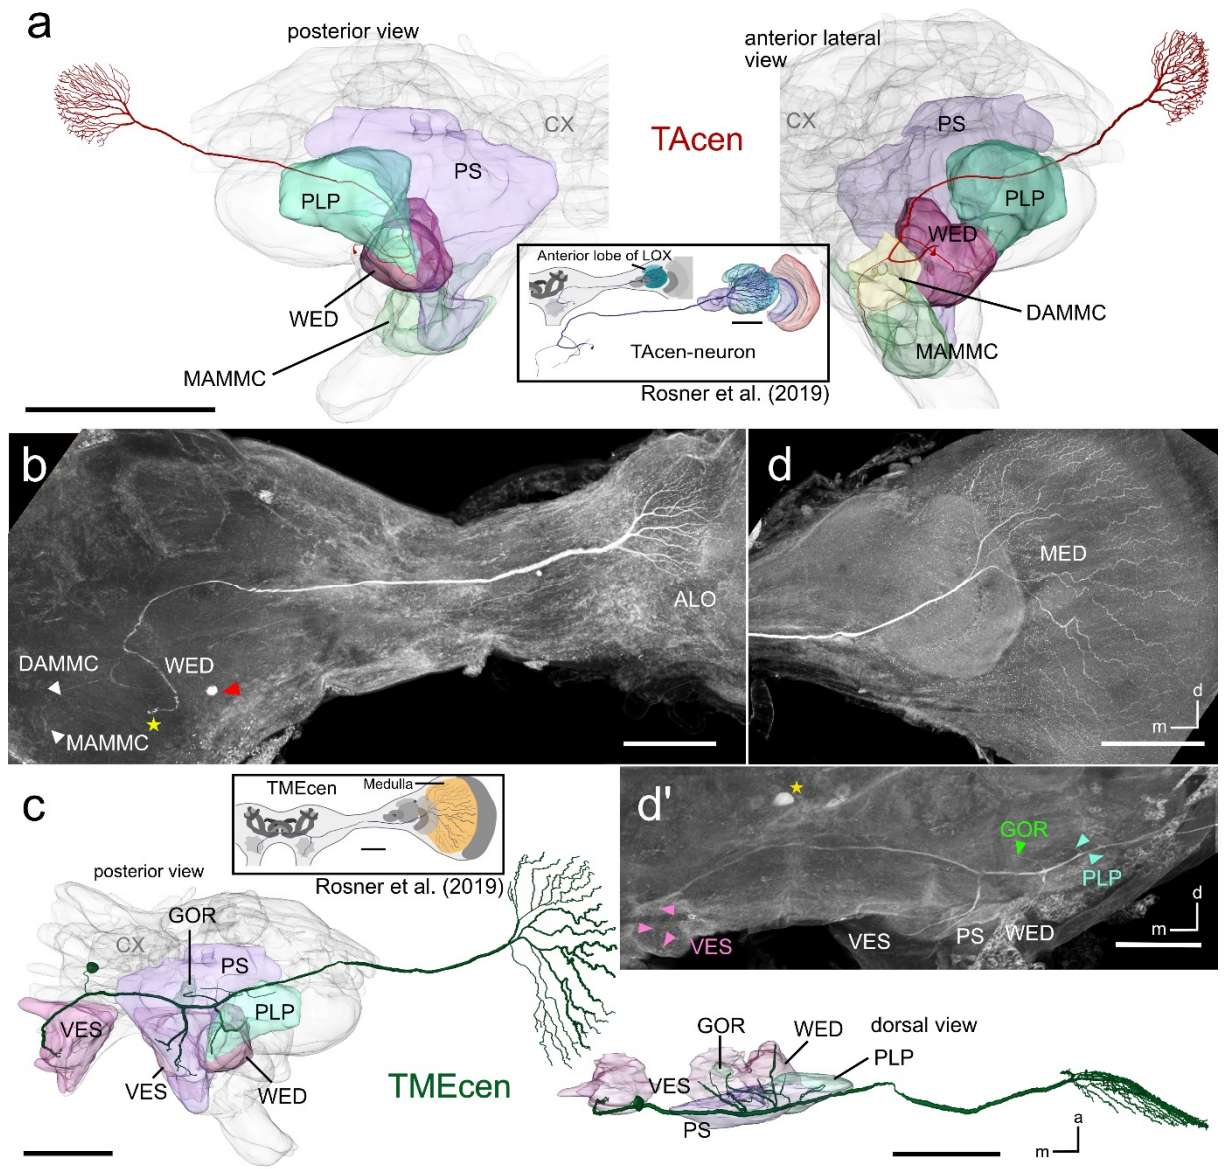 a
posterior view
CX
PS
PLP
WED
MAMMC
TAcen
anterior lateral
view
CX
PS
PLP
WED
DAMMC
MAMMC
Anterior lobe of LOX
TAcen-neuron
Rosner et al. (2019)
b
ALO
DAMMC
WED
MAMMC
d
MED
d
m
c
TMEcen
Medulla
Rosner et al. (2019)
posterior view
GOR
CX
PS
VES
PLP
VES
WED
TMEcen
d'
GOR
PLP
VES
VES
PS
WED
d
m
GOR
WED
dorsal view
PLP
VES
PS
a
m